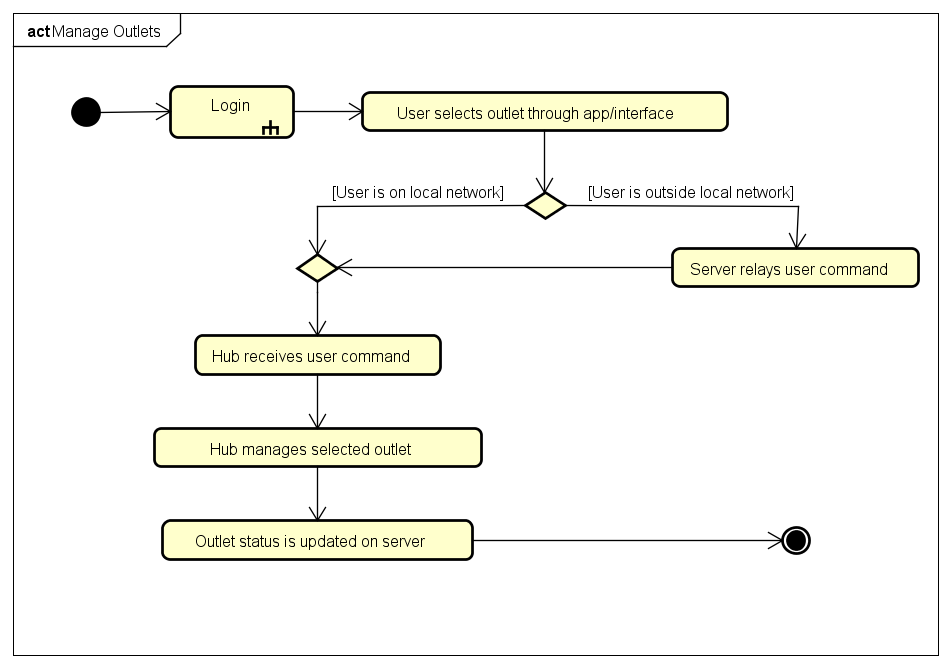 act Manage Outlets
Login
User selects outlet through app/interface
[User is on local network]
[User is outside local network]
Server relays user command
Hub receives user command
Hub manages selected outlet
Outlet status is updated on server